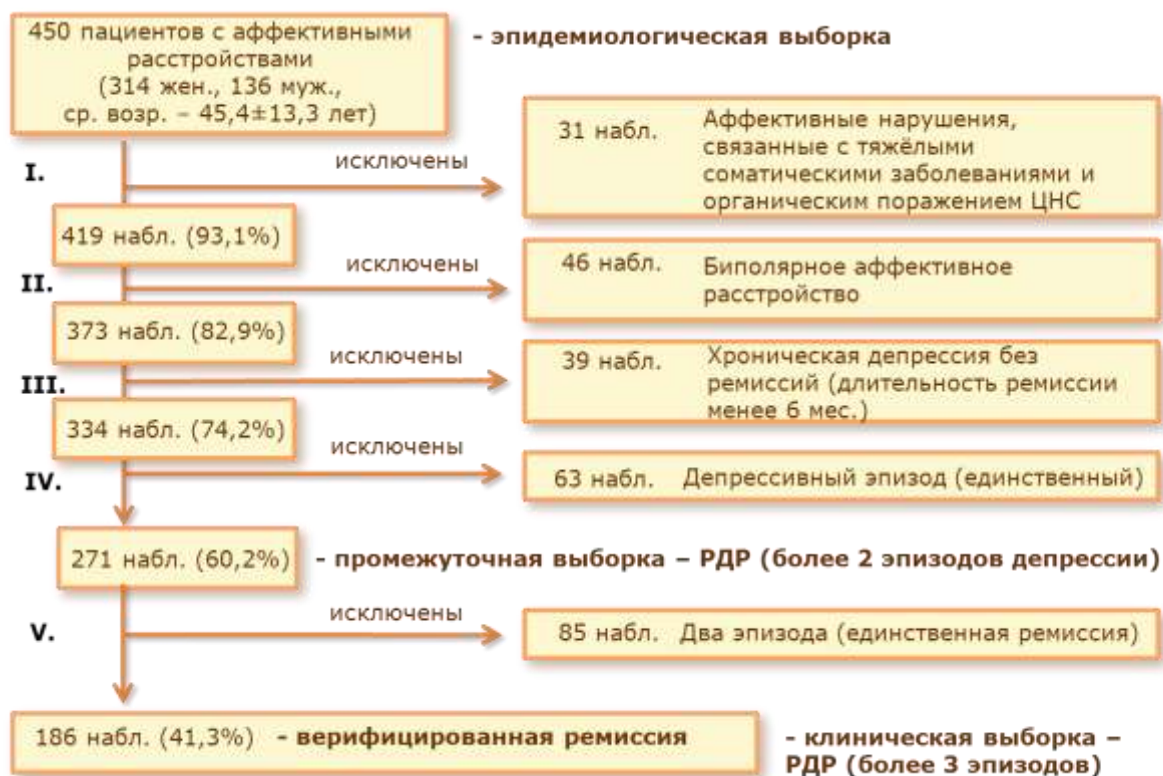 450 пациентов с аффективными
расстройствами
(314 жен., 136 муж.,
ср. возр. – 45,4±13,3 лет)
- эпидемиологическая выборка
I.
исключены
31 набл.
Аффективные нарушения,
связанные с тяжёлыми
соматическими заболеваниями и
органическим поражением ЦНС
419 набл. (93,1%)
II.
исключены
46 набл.
Биполярное аффективное
расстройство
373 набл. (82,9%)
III.
исключены
39 набл.
Хроническая депрессия без
ремиссий (длительность ремиссии
менее 6 мес.)
334 набл. (74,2%)
IV.
исключены
63 набл.
Депрессивный эпизод (единственный)
271 набл. (60,2%)
- промежуточная выборка – РДР (более 2 эпизодов депрессии)
V.
исключены
85 набл.
Два эпизода (единственная ремиссия)
186 набл. (41,3%) - верифицированная ремиссия
- клиническая выборка –
РДР (более 3 эпизодов)